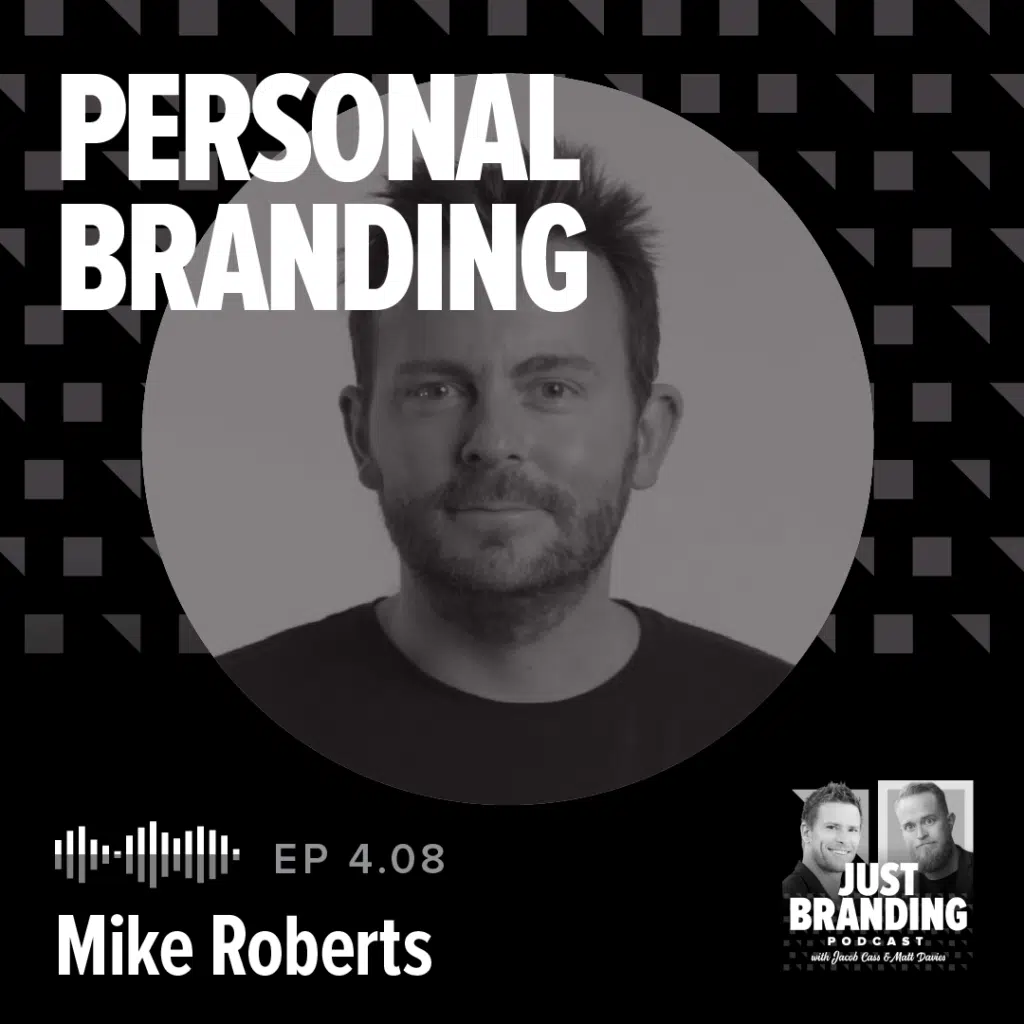 PERSONAL
BRANDING
EP 4.08
Mike Roberts
JUST
BRANDING
PODCAST
with Jacob Cass & Matt Davies